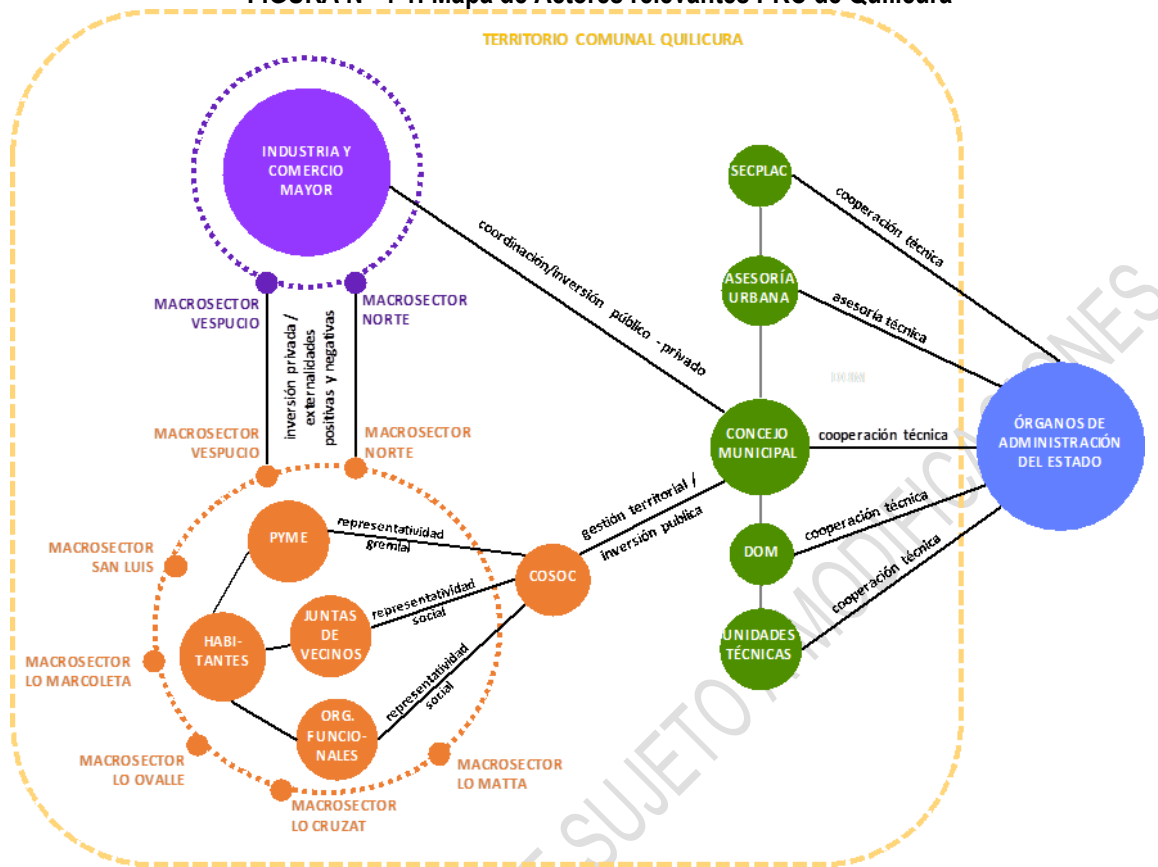 TERRITORIO COMUNAL QUILICURA
INDUSTRIA Y
COMERCIO
MAYOR
SECPLAC
cooperación técnica
coordinación/inversión público - privado
ASESORÍA
URBANA
asesoría técnica
MACROSECTOR
VESPUCIO
MACROSECTOR
NORTE
inversión privada /
externalidades
positivas y negativas
MACROSECTOR
VESPUCIO
MACROSECTOR
NORTE
CONCEJO
MUNICIPAL
cooperación técnica
ÓRGANOS DE
ADMINISTRACIÓN
DEL ESTADO
gestión territorial /
inversión publica
PYME
representatividad
gremial
MACROSECTOR
SAN LUIS
COSOC
DOM
cooperación técnica
cooperación técnica
JUNTAS
DE
VECINOS
representatividad
social
HABI-
TANTES
UNIDADES
TÉCNICAS
MACROSECTOR
LO MARCOLETA
representatividad
social
ORG.
FUNCIO-
NALES
MACROSECTOR
LO OVALLE
MACROSECTOR
LO MATTA
MACROSECTOR
LO CRUZAT
SUJETO A MODIFICACIONES